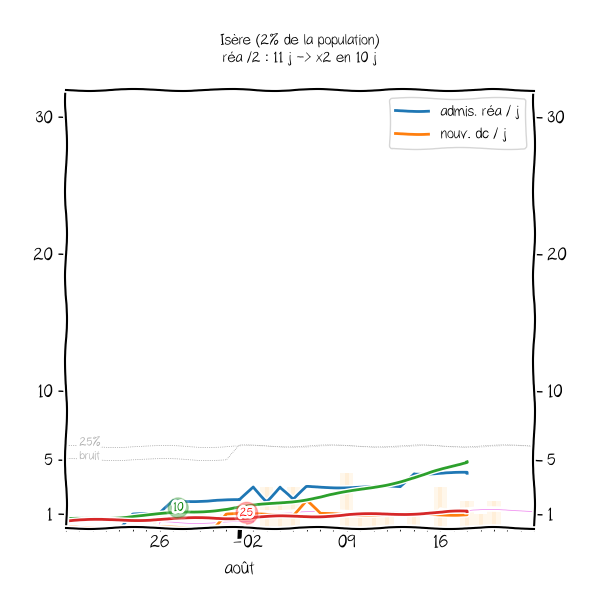 Isère (2% de la population)
réa /2 : 11 j -> x2 en 10 j
admis. réa / j
nouv. dc / j
30
30
20
20
10
10
25%
bruit
5
5
10
25
1
1
26
02
09
16
août